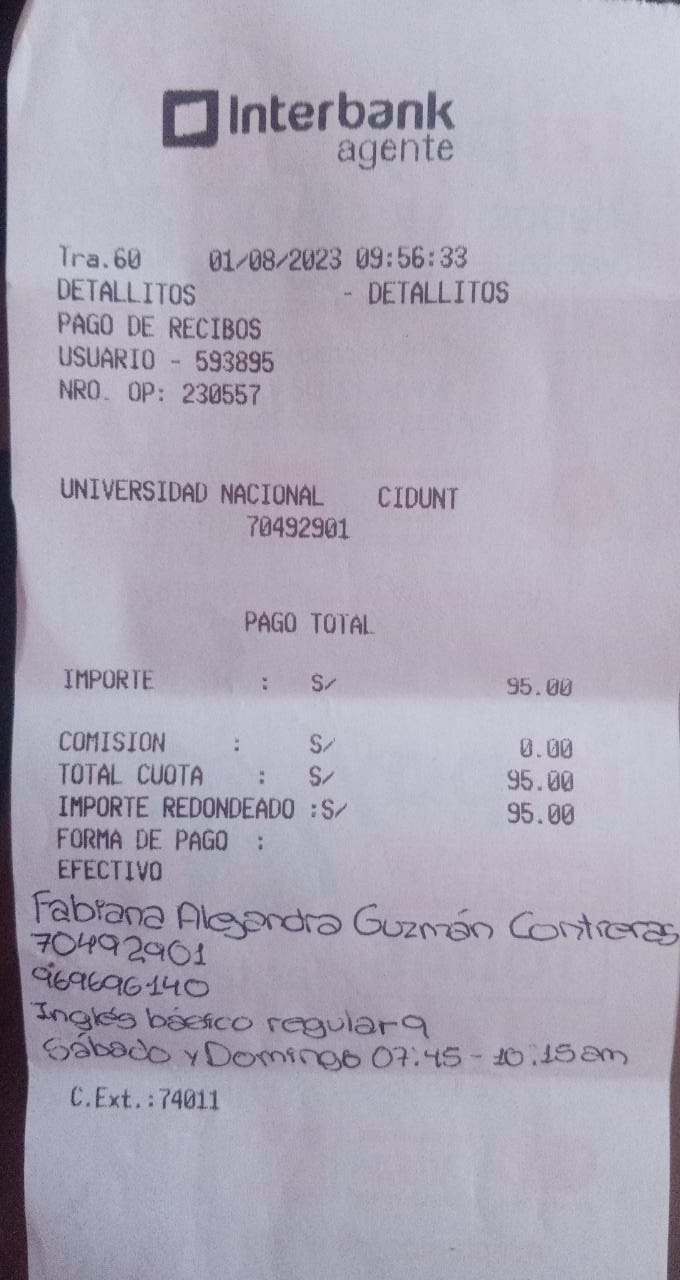 Interbank
agente
Tra.60 01/08/2023 09:56:33
DETALLITOS - DETALLITOS
PAGO DE RECIBOS
USUARIO - 593895
NRO. OP: 230557
UNIVERSIDAD NACIONAL CIDUNT
70492901
PAGO TOTAL
IMPORTE : S/ 95.00
COMISION : S/ 0.00
TOTAL CUOTA : S/ 95.00
IMPORTE REDONDEADO :S/ 95.00
FORMA DE PAGO :
EFECTIVO
Fabiana Alejandra Guzmán Contreras
70492901
969696140
Inglés básico regular 9
Sábado y Domingo 07:45 - 10:15 am
C.Ext.:74011